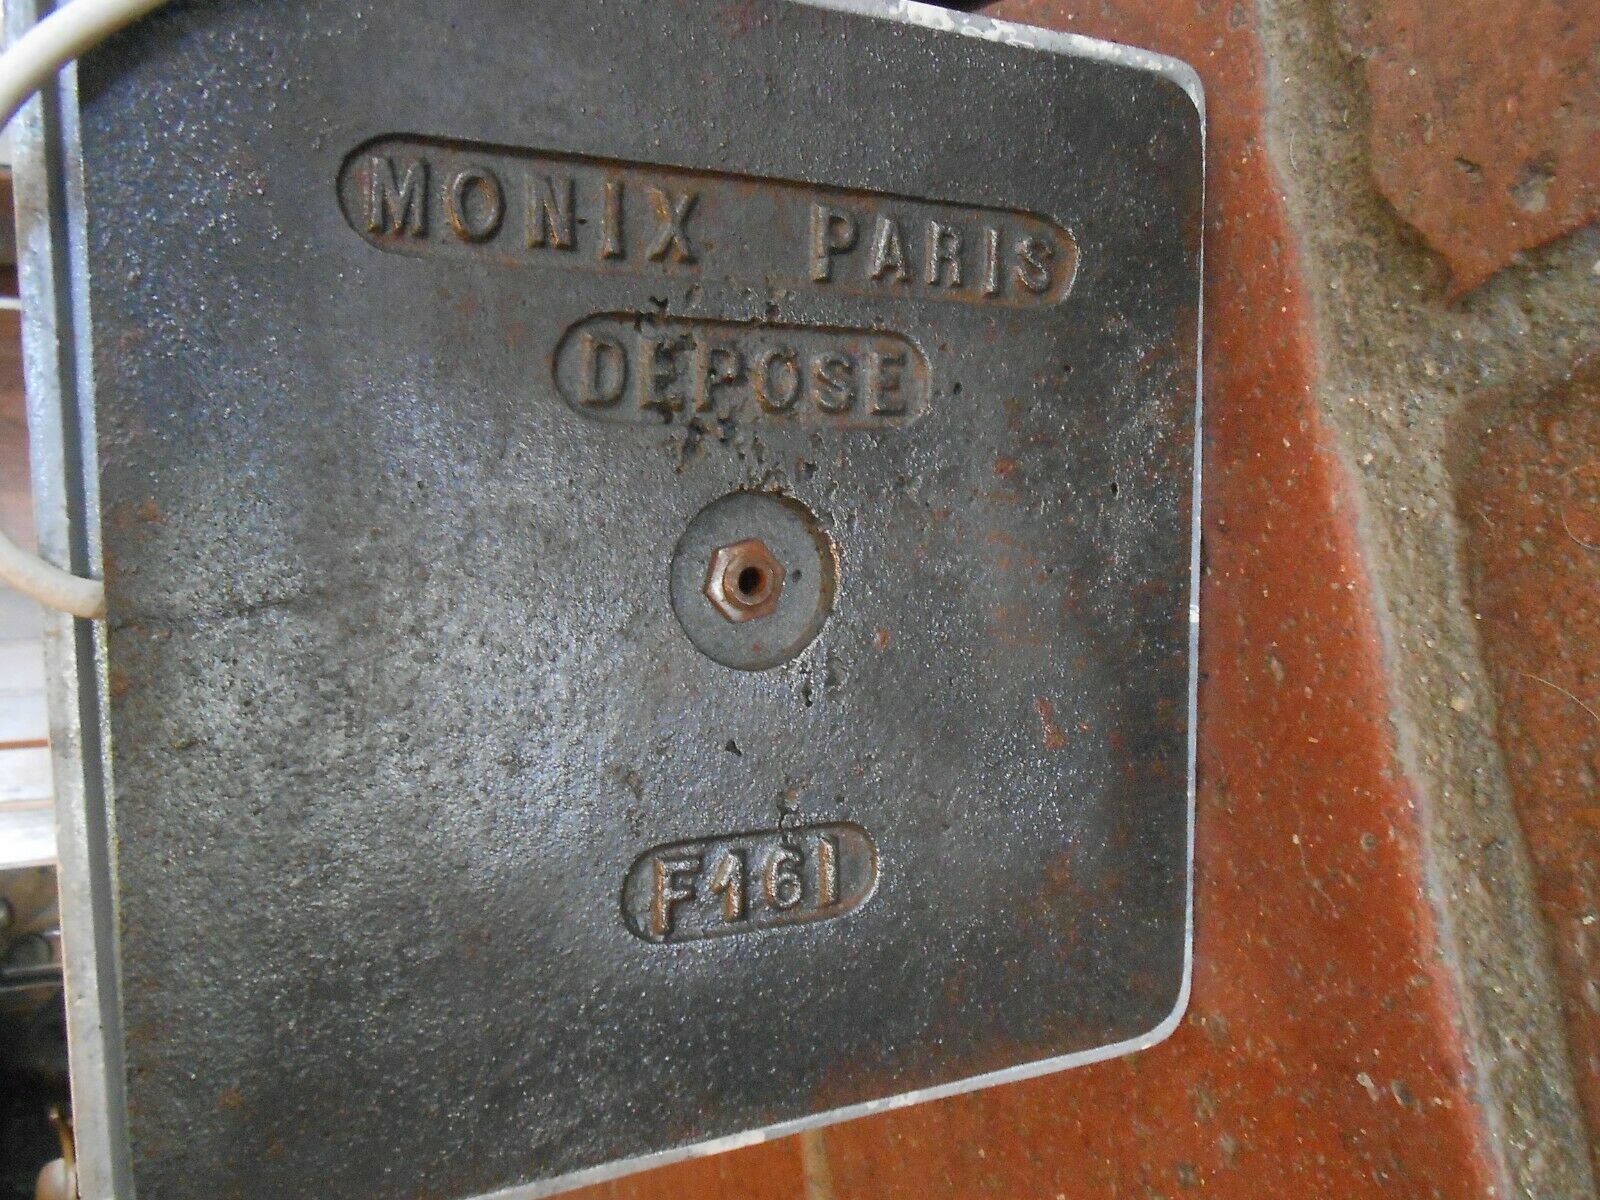 MONIX PARIS
DEPOSE
F161